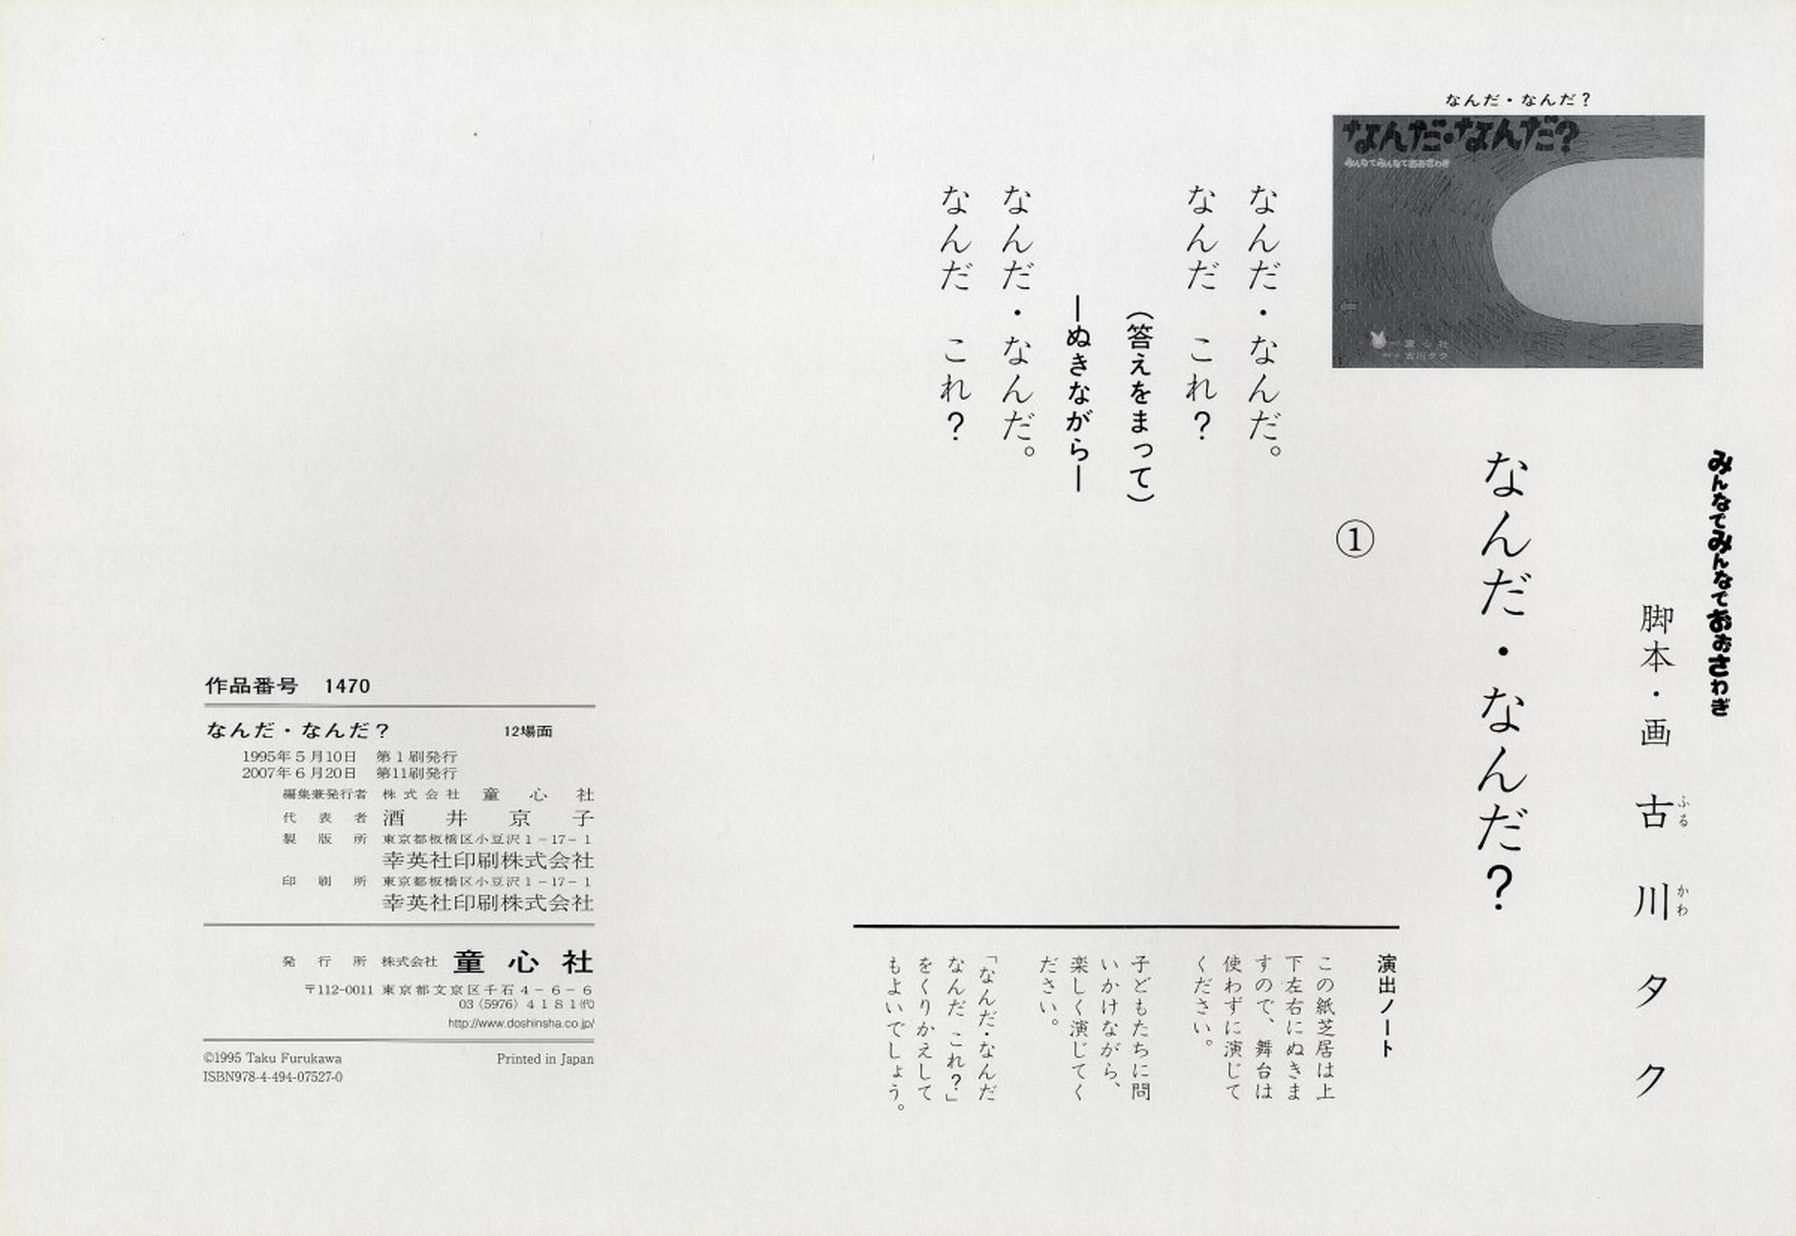 みんなでみんなでおおさわぎ
脚本・画 古川タク
ふるかわ
なんだ・なんだ?
なんだ・なんだ?
なんだ・なんだ?
みんなでみんなでおおさわぎ
童心社
古川タク
①
なんだ・なんだ。
なんだ これ?
(答えをまって)
―ぬきながら―
なんだ・なんだ。
なんだ これ?
演出ノート
この紙芝居は上
下左右にぬきま
すので、舞台は
使わずに演じて
ください。
子どもたちに問
いかけながら、
楽しく演じてく
ださい。
「なんだ・なんだ
なんだ これ?」
をくりかえして
もよいでしょう。
作品番号 1470
なんだ・なんだ? 12場面
1995年5月10日 第1刷発行
2007年6月20日 第11刷発行
編集兼発行者 株式会社 童心社
代表者 酒井京子
製版所 東京都板橋区小豆沢1-17-1
幸英社印刷株式会社
印刷所 東京都板橋区小豆沢1-17-1
幸英社印刷株式会社
発行所 株式会社 童心社
〒112-0011 東京都文京区千石4-6-6
03(5976)4181㈹
http://www.doshinsha.co.jp/
©1995 Taku Furukawa Printed in Japan
ISBN978-4-494-07527-0